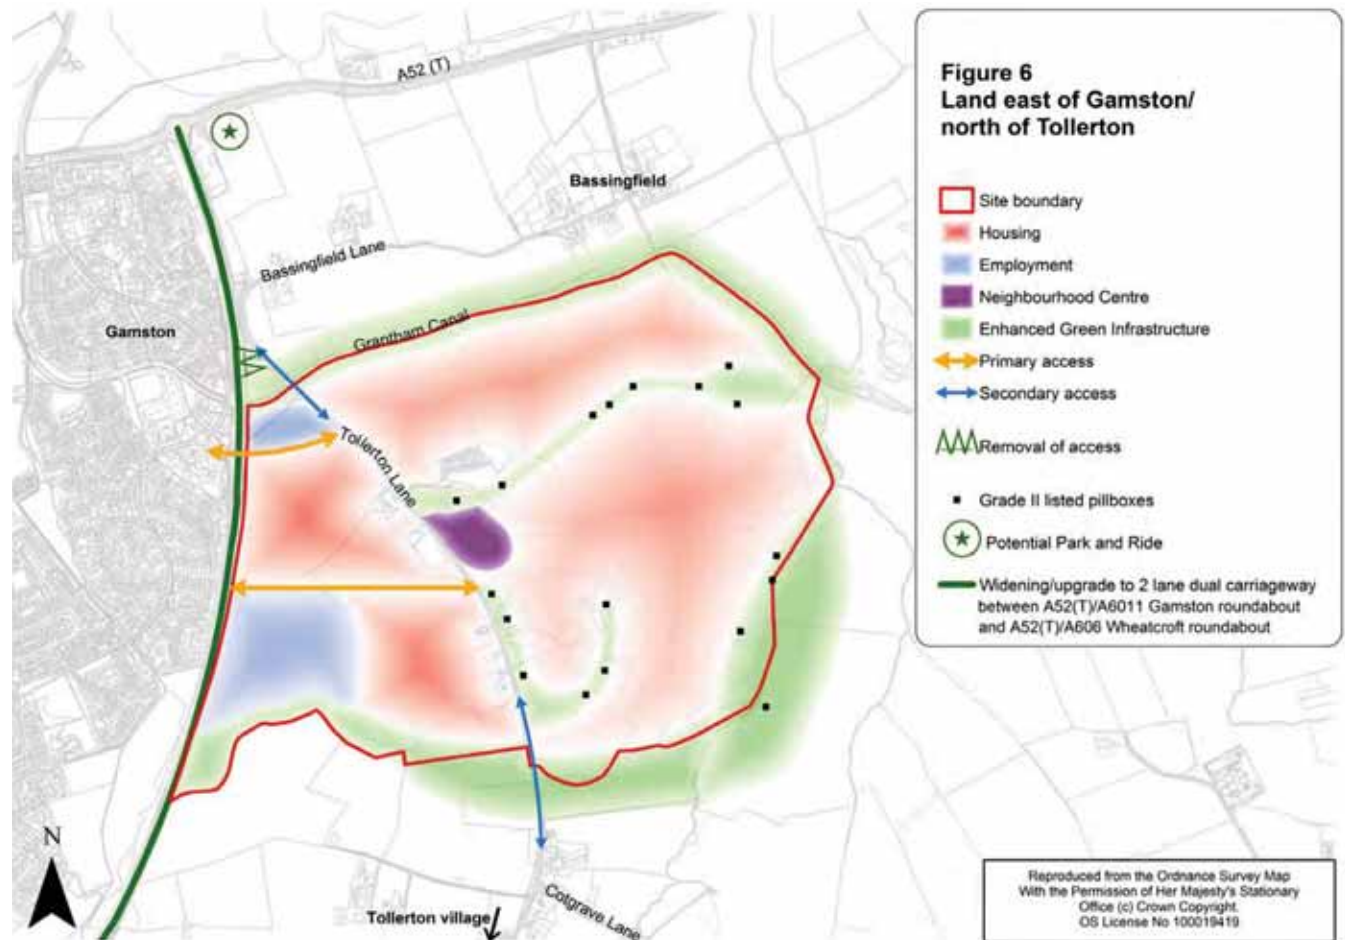 A52 (T)
Bassingfield
Bassingfield Lane
Gamston
Grantham Canal
Tollerton Lane
N
Tollerton village
Cotgrave Lane
Figure 6
Land east of Gamston/
north of Tollerton
Site boundary
Housing
Employment
Neighbourhood Centre
Enhanced Green Infrastructure
Primary access
Secondary access
Removal of access
Grade II listed pillboxes
Potential Park and Ride
Widening/upgrade to 2 lane dual carriageway
between A52(T)/A6011 Gamston roundabout
and A52(T)/A606 Wheatcroft roundabout
Reproduced from the Ordnance Survey Map
With the Permission of Her Majesty's Stationary
Office (c) Crown Copyright.
OS License No 100019419